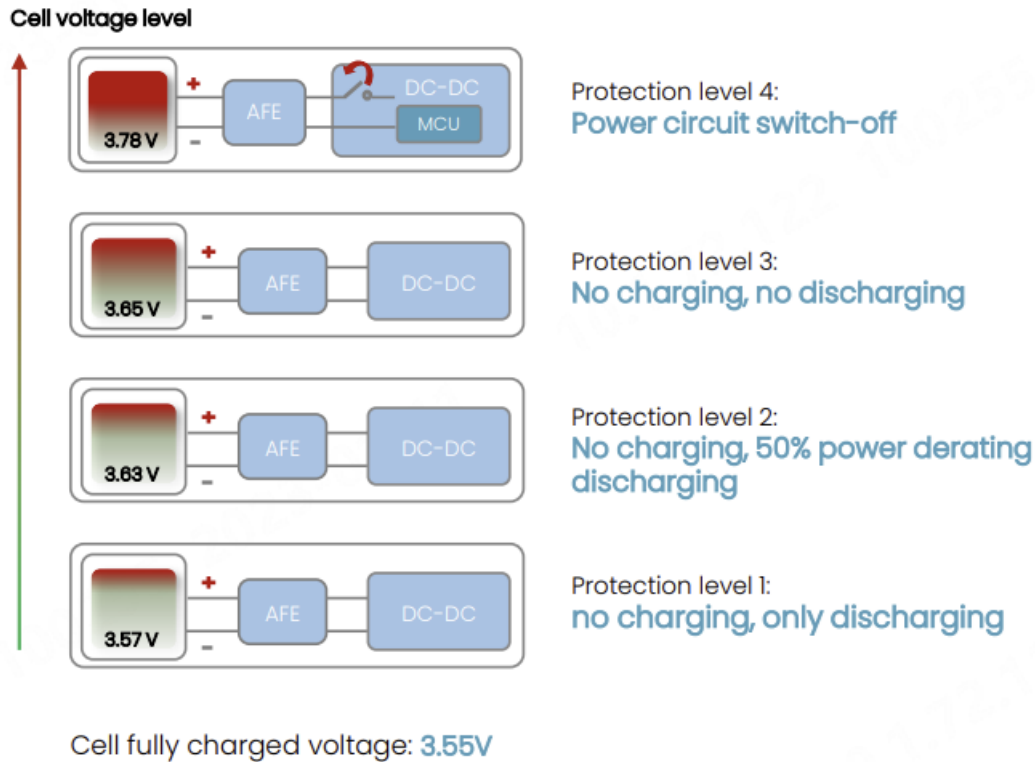 Cell voltage level
+
AFE
DC-DC
MCU
3.78 V
-
Protection level 4:
Power circuit switch-off
+
AFE
DC-DC
3.65 V
-
Protection level 3:
No charging, no discharging
+
AFE
DC-DC
3.63 V
-
Protection level 2:
No charging, 50% power derating
discharging
+
AFE
DC-DC
3.57 V
-
Protection level 1:
no charging, only discharging
Cell fully charged voltage: 3.55V